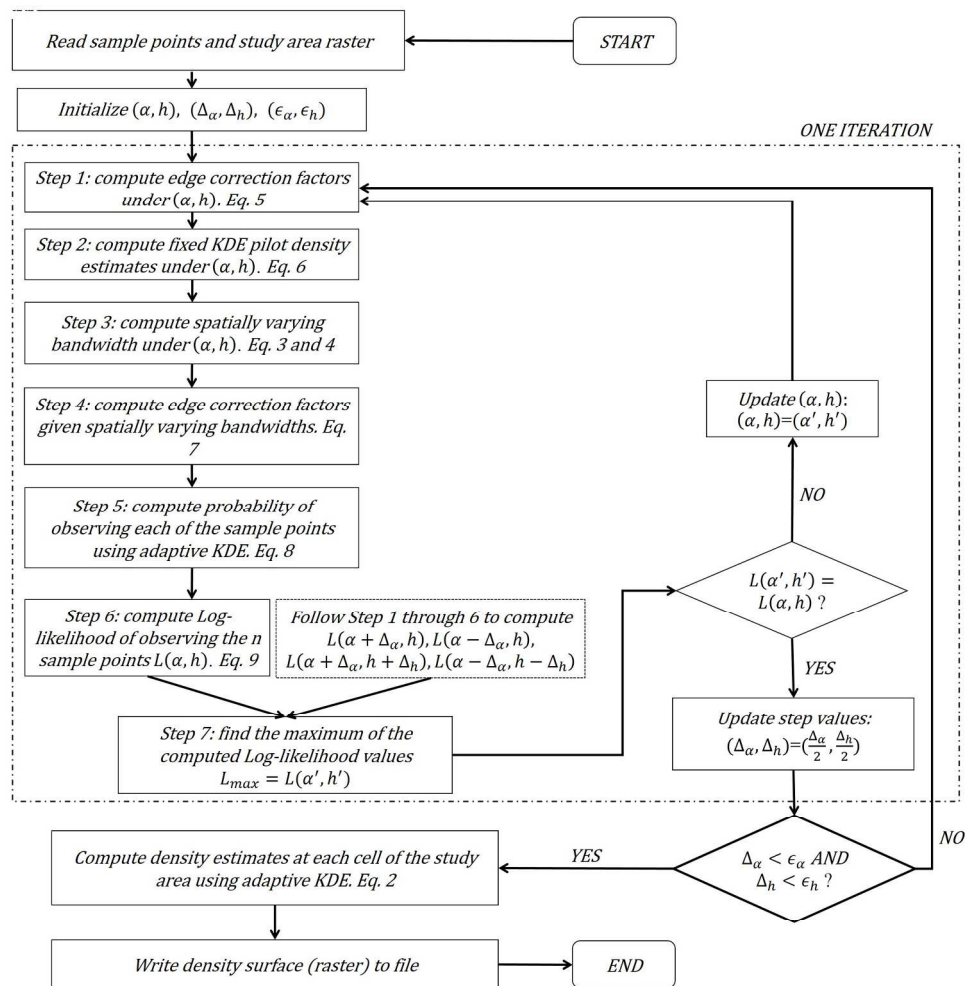 Read sample points and study area raster
START
Initialize (α, h), (Δα, Δh), (ϵα, ϵh)
ONE ITERATION
Step 1: compute edge correction factors
under (α, h). Eq. 5
Step 2: compute fixed KDE pilot density
estimates under (α, h). Eq. 6
Step 3: compute spatially varying
bandwidth under (α, h). Eq. 3 and 4
Step 4: compute edge correction factors
given spatially varying bandwidths. Eq.
7
Step 5: compute probability of
observing each of the sample points
using adaptive KDE. Eq. 8
Step 6: compute Log-
likelihood of observing the n
sample points L(α, h). Eq. 9
Follow Step 1 through 6 to compute
L(α + Δα, h), L(α − Δα, h),
L(α + Δα, h + Δh), L(α − Δα, h − Δh)
Step 7: find the maximum of the
computed Log-likelihood values
Lmax = L(α′, h′)
Update (α, h):
(α, h)=(α′, h′)
NO
L(α′, h′) =
L(α, h) ?
YES
Update step values:
(Δα, Δh)=(Δα/2, Δh/2)
Δα < ϵα AND
Δh < ϵh ?
NO
YES
Compute density estimates at each cell of the study
area using adaptive KDE. Eq. 2
Write density surface (raster) to file
END